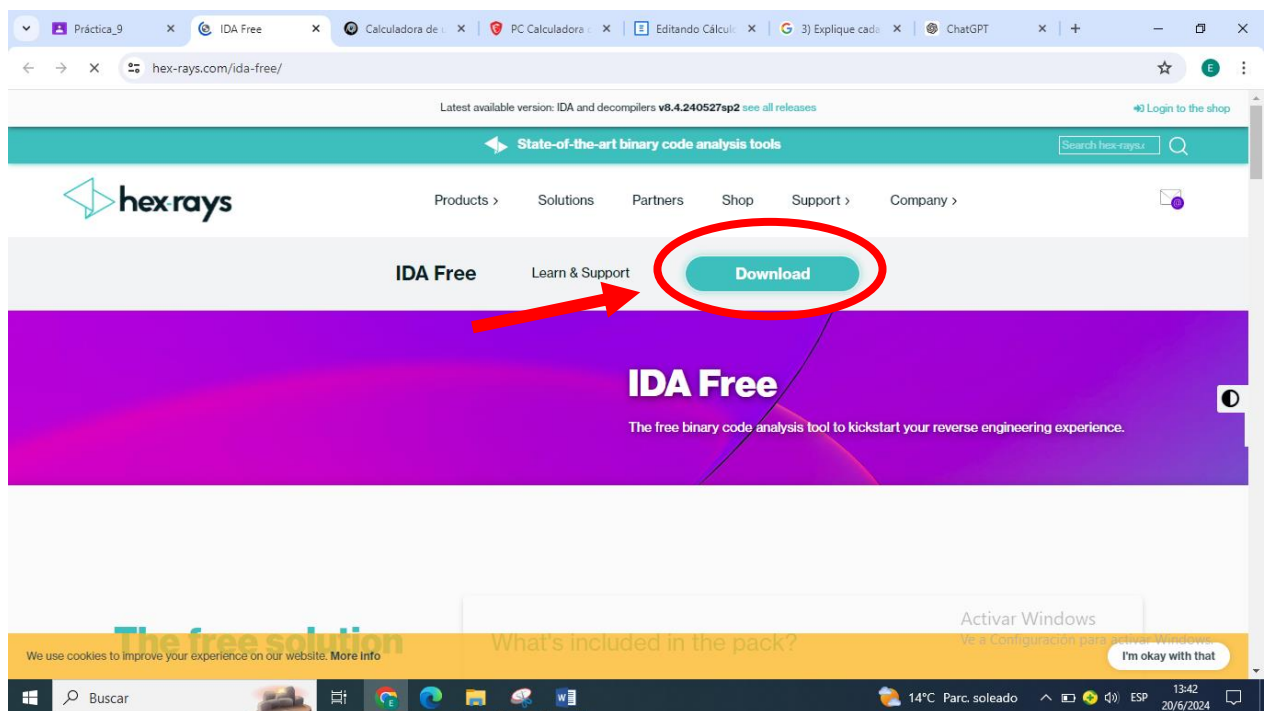 Práctica_9
IDA Free
Calculadora de
PC Calculadora
Editando Cálculo
3) Explique cada
ChatGPT
hex-rays.com/ida-free/
E
Latest available version: IDA and decompilers v8.4.240527sp2 see all releases
Login to the shop
State-of-the-art binary code analysis tools
Search hex-rays.c
hex-rays
Products >
Solutions
Partners
Shop
Support >
Company >
IDA Free
Learn & Support
Download
IDA Free
The free binary code analysis tool to kickstart your reverse engineering experience.
The free solution
What's included in the pack?
Activar Windows
Ve a Configuración para activar Windows.
We use cookies to improve your experience on our website. More info
I'm okay with that
Buscar
14°C Parc. soleado
ESP
13:42
20/6/2024